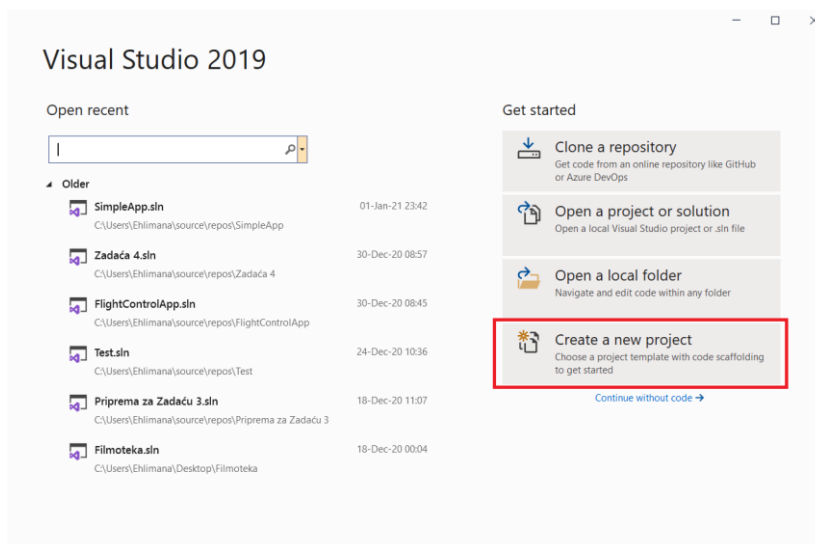 Visual Studio 2019
Open recent
Older
SimpleApp.sln 01-Jan-21 23:42
C:\Users\Ehlimana\source\repos\SimpleApp
Zadaća 4.sln 30-Dec-20 08:57
C:\Users\Ehlimana\source\repos\Zadaća 4
FlightControlApp.sln 30-Dec-20 08:45
C:\Users\Ehlimana\source\repos\FlightControlApp
Test.sln 24-Dec-20 10:36
C:\Users\Ehlimana\source\repos\Test
Priprema za Zadaću 3.sln 18-Dec-20 11:07
C:\Users\Ehlimana\source\repos\Priprema za Zadaću 3
Filmoteka.sln 18-Dec-20 00:04
C:\Users\Ehlimana\Desktop\Filmoteka
Get started
Clone a repository
Get code from an online repository like GitHub
or Azure DevOps
Open a project or solution
Open a local Visual Studio project or .sln file
Open a local folder
Navigate and edit code within any folder
Create a new project
Choose a project template with code scaffolding
to get started
Continue without code →